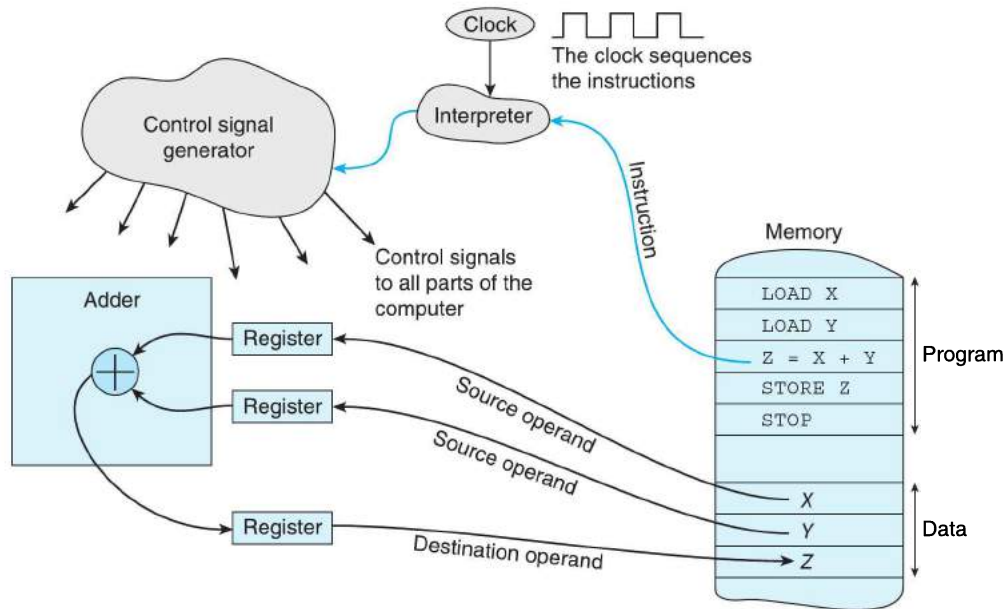 Clock
The clock sequences
the instructions
Interpreter
Control signal
generator
Instruction
Control signals
to all parts of the
computer
Memory
LOAD X
LOAD Y
Z = X + Y
STORE Z
STOP
Program
X
Y
Z
Data
Adder
Register
Source operand
Register
Source operand
Register
Destination operand